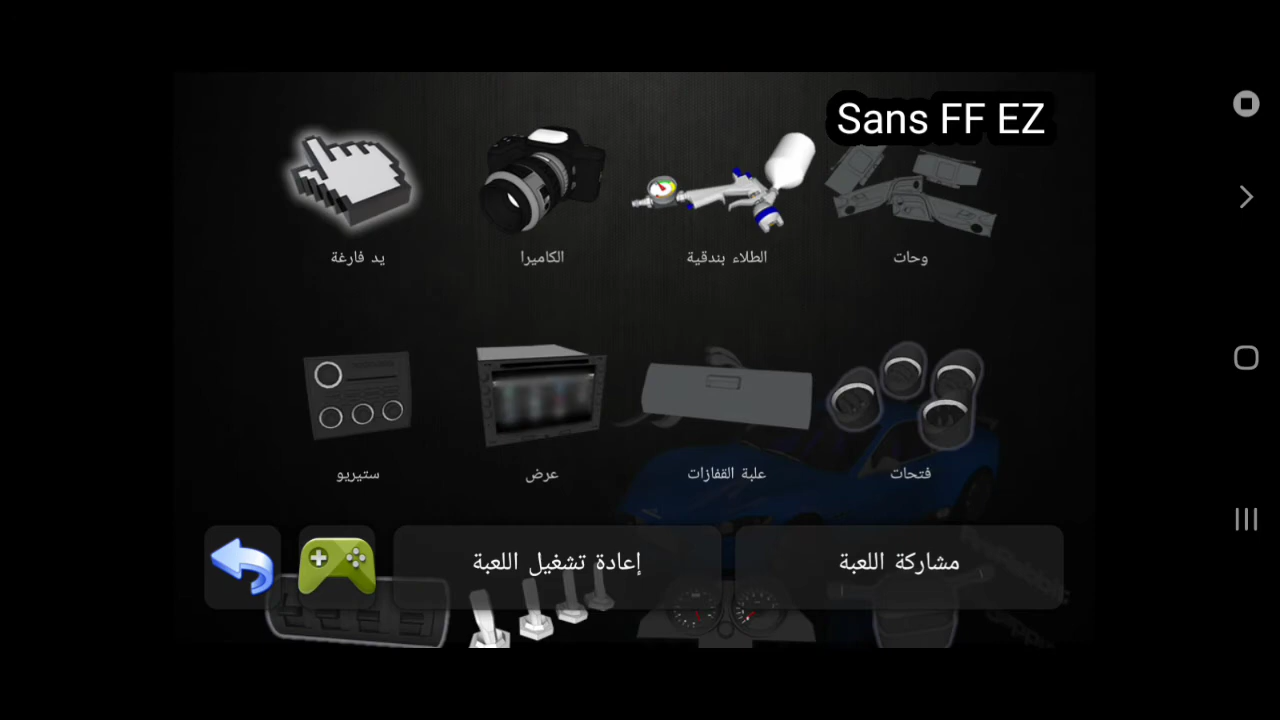 Sans FF EZ
يد فارغة
الكاميرا
الطلاء بندقية
وحات
ستيريو
عرض
علبة القفازات
فتحات
إعادة تشغيل اللعبة
مشاركة اللعبة